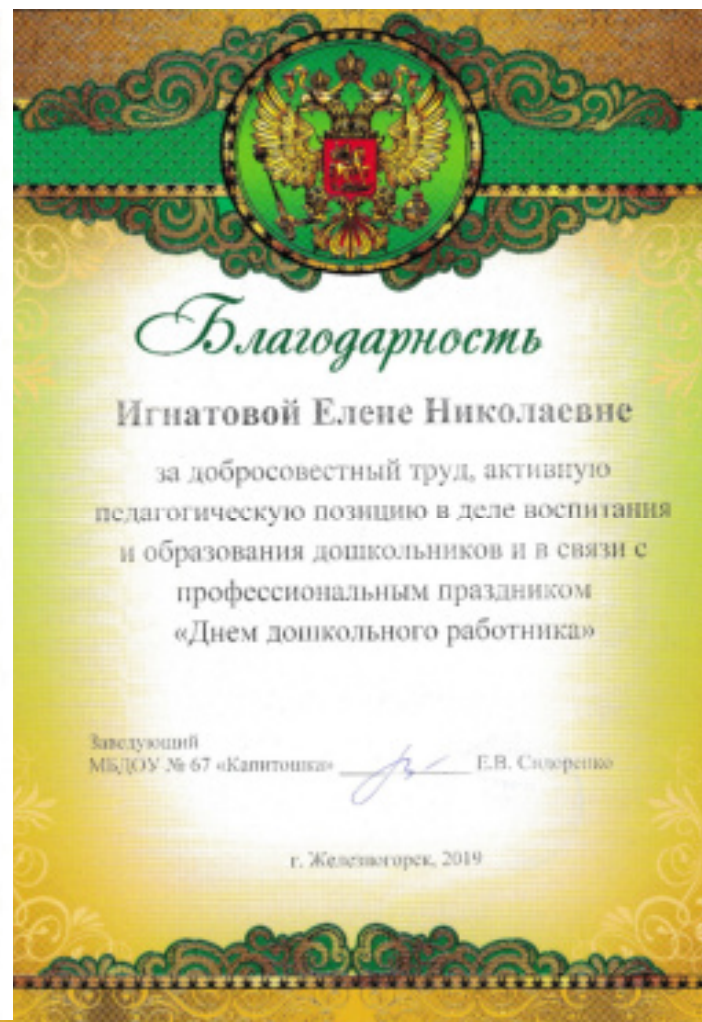 Благодарность
Игнатовой Елене Николаевне
за добросовестный труд, активную
педагогическую позицию в деле воспитания
и образования дошкольников и в связи с
профессиональным праздником
«Днем дошкольного работника»
Заведующий
МБДОУ № 67 «Капитошка» Е.В. Сидоренко
г. Железногорск, 2019